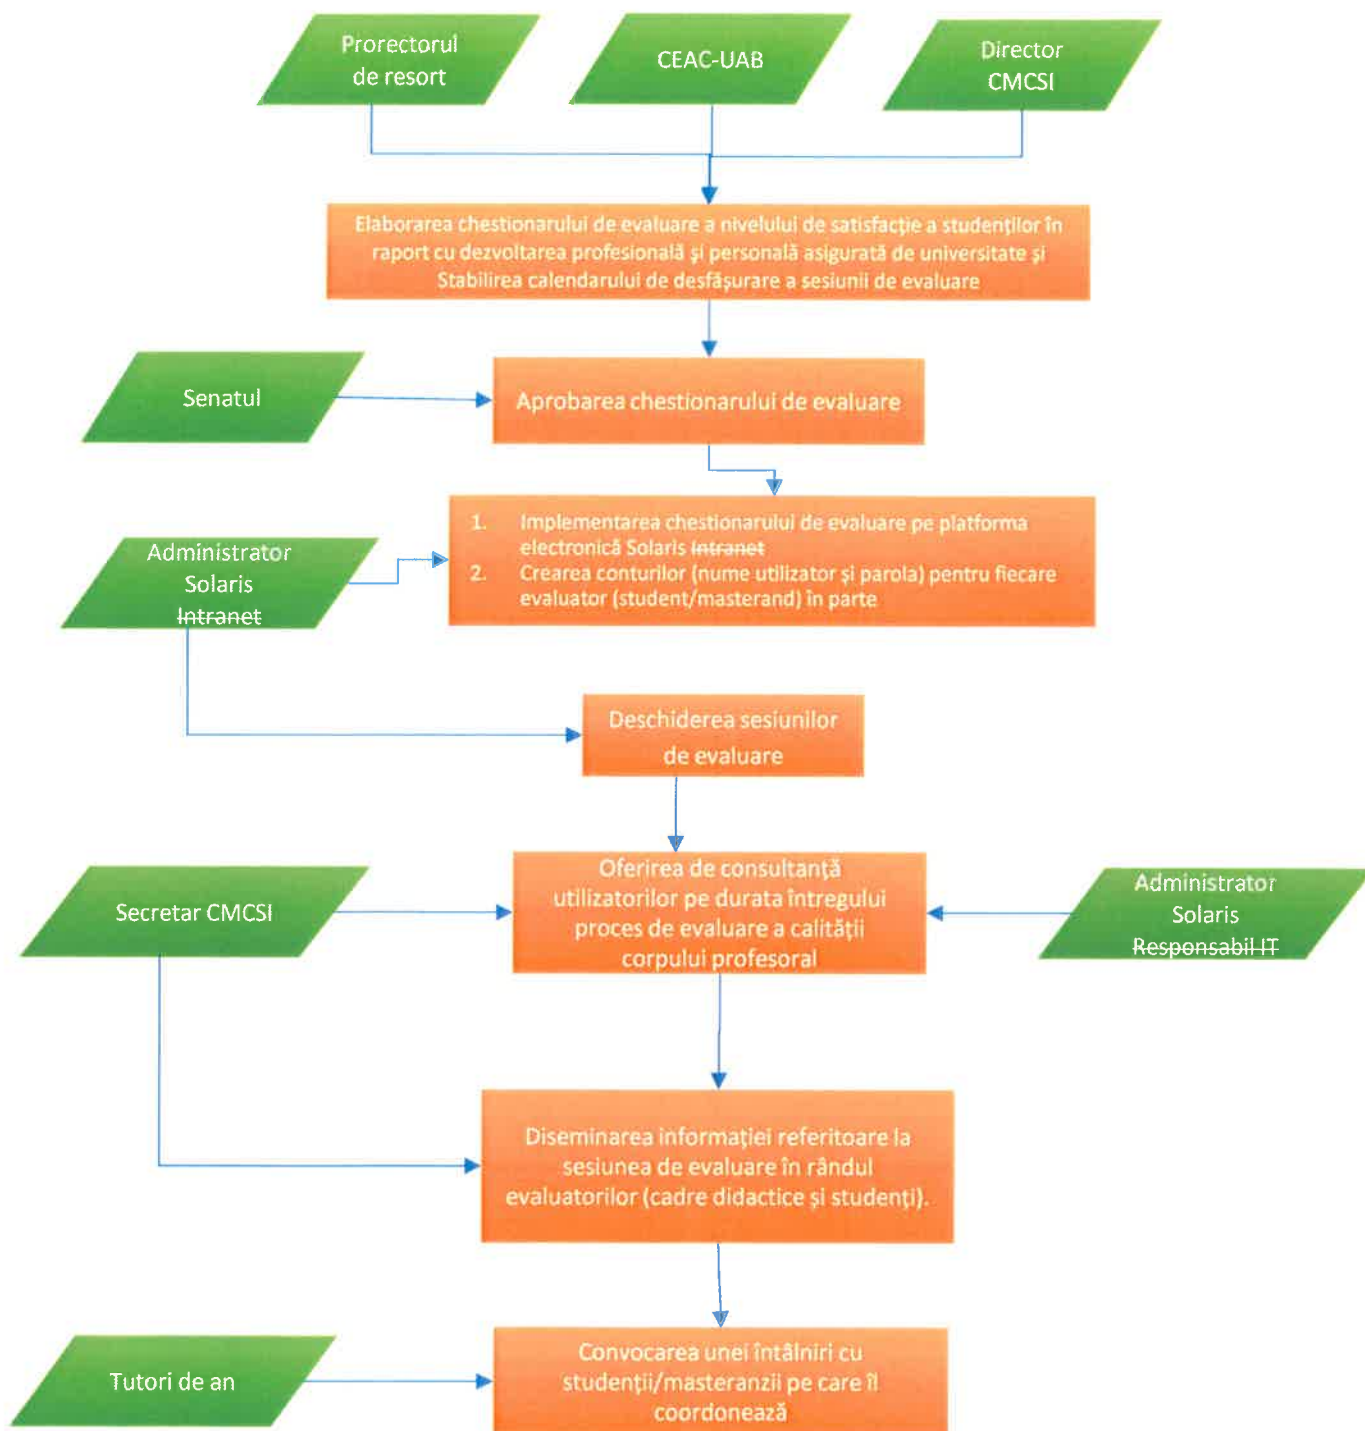 Prorectorul
de resort
CEAC-UAB
Director
CMCSI
Elaborarea chestionarului de evaluare a nivelului de satisfacție a studenților în
raport cu dezvoltarea profesională și personală asigurată de universitate și
Stabilirea calendarului de desfășurare a sesiunii de evaluare
Senatul
Aprobarea chestionarului de evaluare
Administrator
Solaris
Intranet
1. Implementarea chestionarului de evaluare pe platforma
electronică Solaris Intranet
2. Crearea conturilor (nume utilizator și parola) pentru fiecare
evaluator (student/masterand) în parte
Deschiderea sesiunilor
de evaluare
Secretar CMCSI
Oferirea de consultanță
utilizatorilor pe durata întregului
proces de evaluare a calității
corpului profesoral
Administrator
Solaris
Responsabil IT
Diseminarea informației referitoare la
sesiunea de evaluare în rândul
evaluatorilor (cadre didactice și studenți).
Tutori de an
Convocarea unei întâlniri cu
studenții/masteranzii pe care îl
coordonează